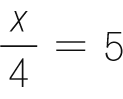 x/4 = 5